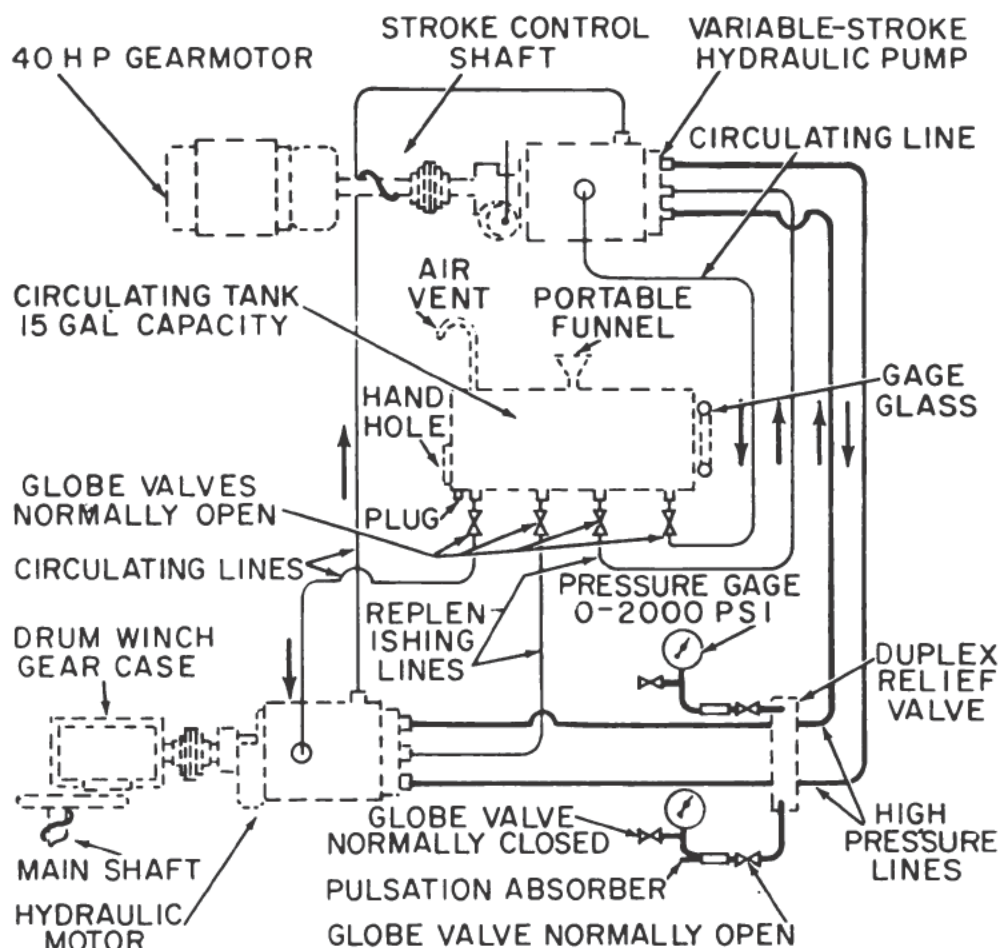 STROKE CONTROL
SHAFT
VARIABLE-STROKE
HYDRAULIC PUMP
40 H P GEARMOTOR
CIRCULATING LINE
AIR
VENT
PORTABLE
FUNNEL
CIRCULATING TANK
15 GAL CAPACITY
HAND
HOLE
GAGE
GLASS
GLOBE VALVES
NORMALLY OPEN
PLUG
CIRCULATING LINES
REPLEN-
ISHING
LINES
PRESSURE GAGE
0-2000 PSI
DRUM WINCH
GEAR CASE
DUPLEX
RELIEF
VALVE
GLOBE VALVE
NORMALLY CLOSED
HIGH
PRESSURE
LINES
MAIN SHAFT
PULSATION ABSORBER
HYDRAULIC
MOTOR
GLOBE VALVE NORMALLY OPEN